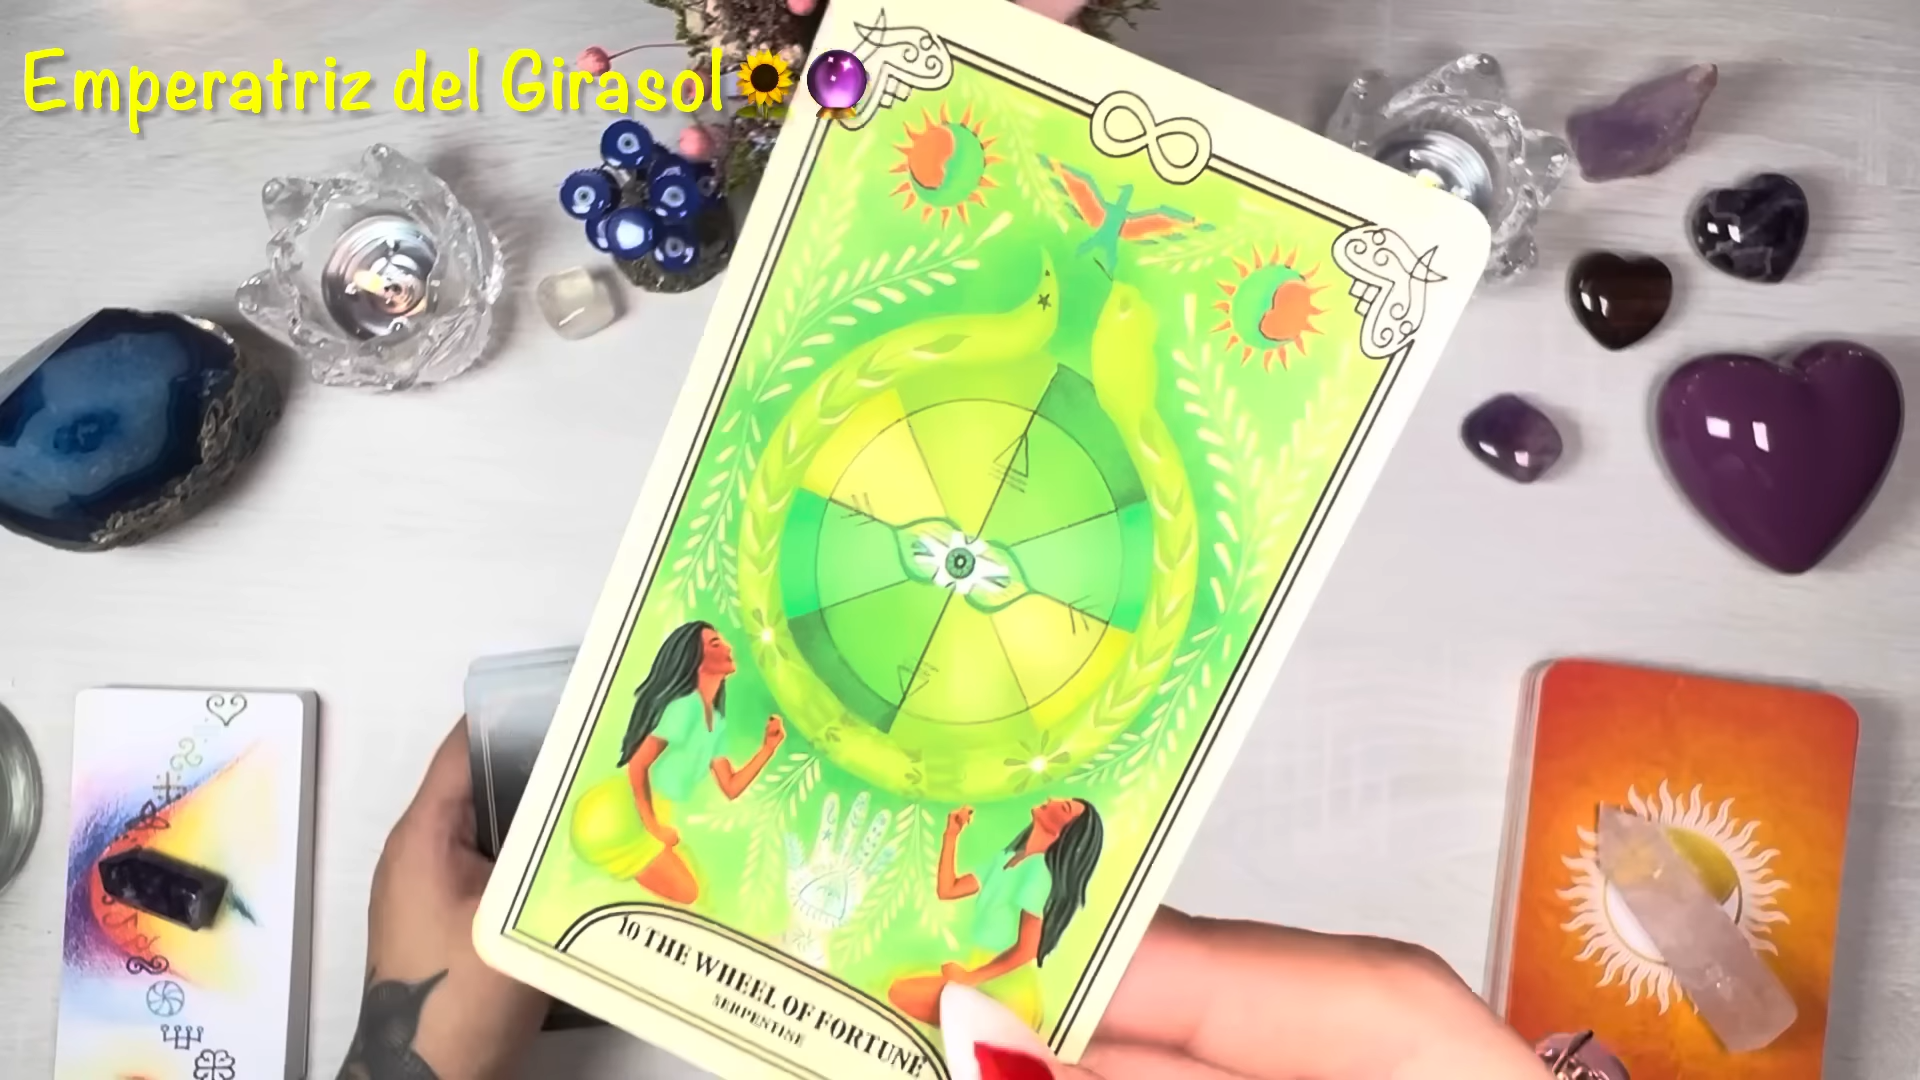 Emperatriz del Girasol🌻🔮
10 THE WHEEL OF FORTUNE
SERPENTINE